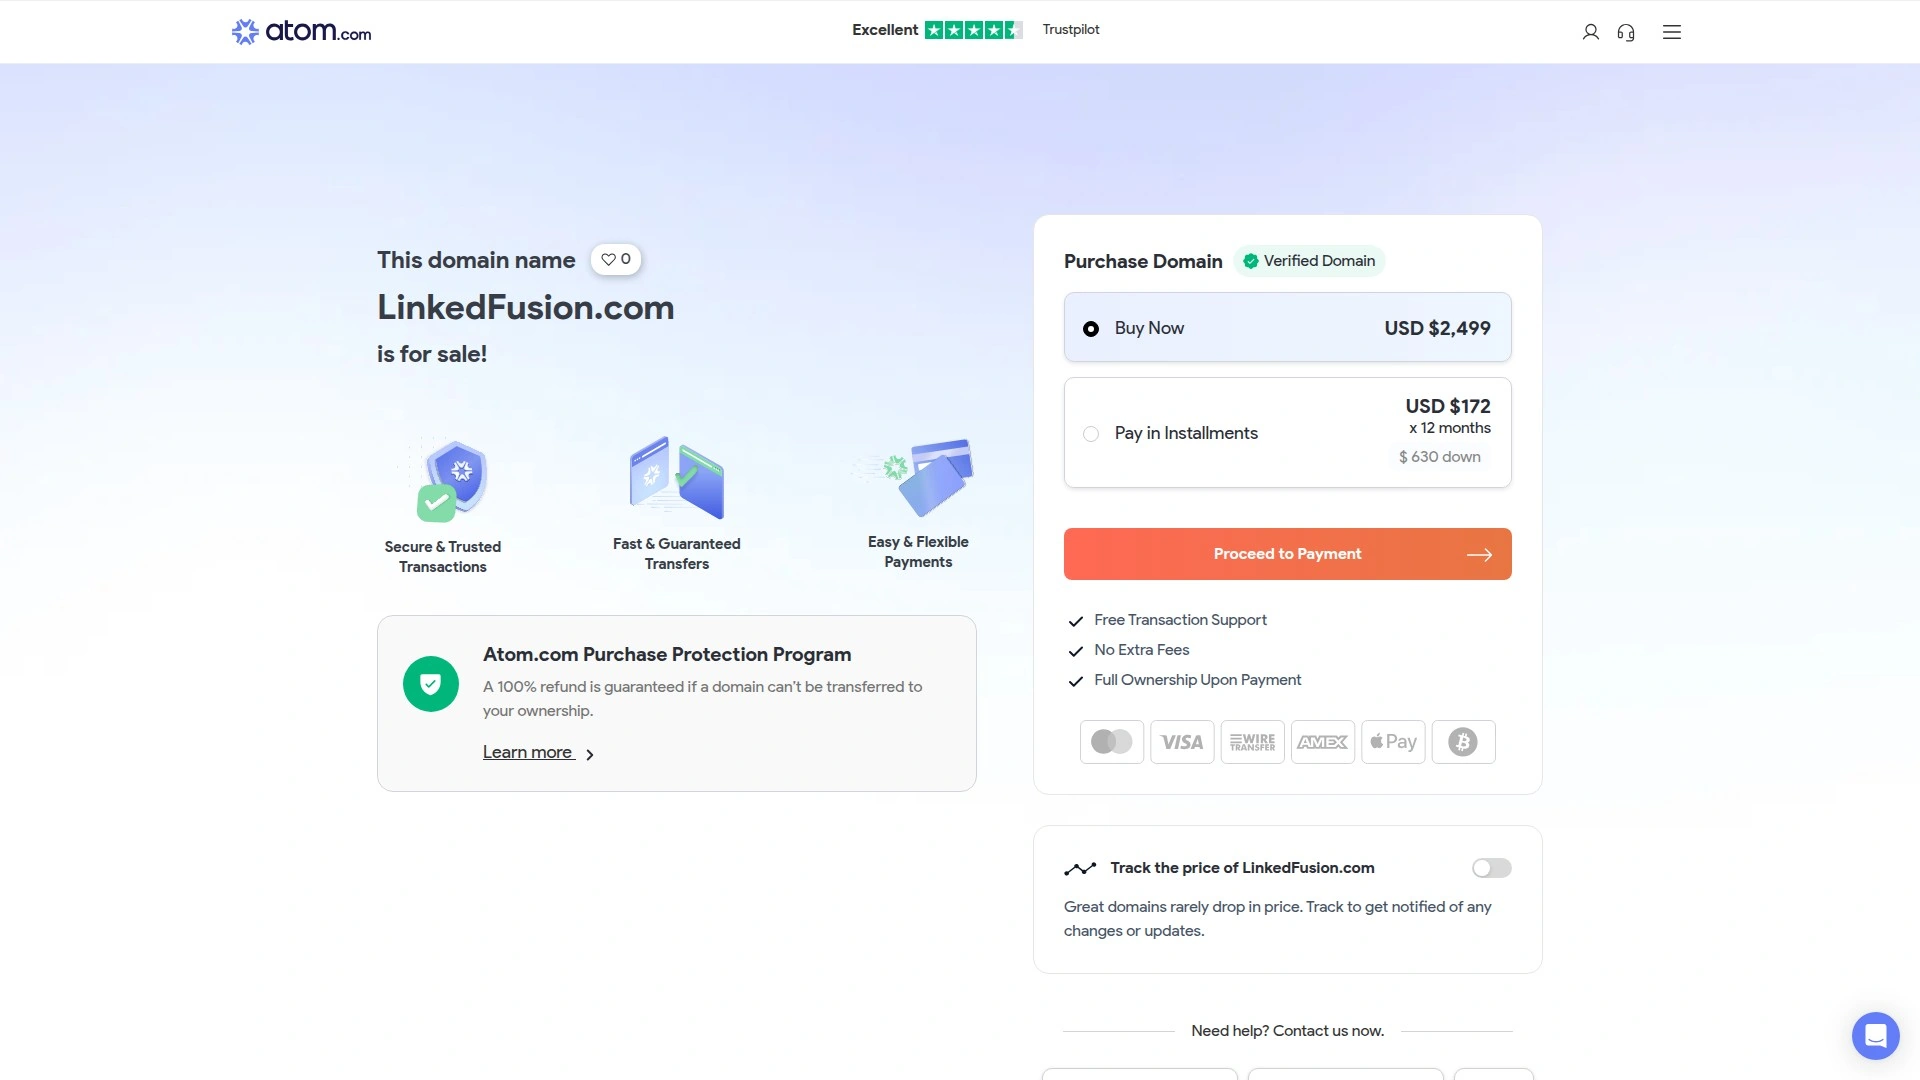 atom.com
Excellent
Trustpilot
This domain name
0
LinkedFusion.com
is for sale!
Secure & Trusted
Transactions
Fast & Guaranteed
Transfers
Easy & Flexible
Payments
Atom.com Purchase Protection Program
A 100% refund is guaranteed if a domain can't be transferred to
your ownership.
Learn more
Purchase Domain
Verified Domain
Buy Now
USD $2,499
Pay in Installments
USD $172
x 12 months
$ 630 down
Proceed to Payment
Free Transaction Support
No Extra Fees
Full Ownership Upon Payment
VISA
WIRE
TRANSFER
AMEX
Pay
Track the price of LinkedFusion.com
Great domains rarely drop in price. Track to get notified of any
changes or updates.
Need help? Contact us now.